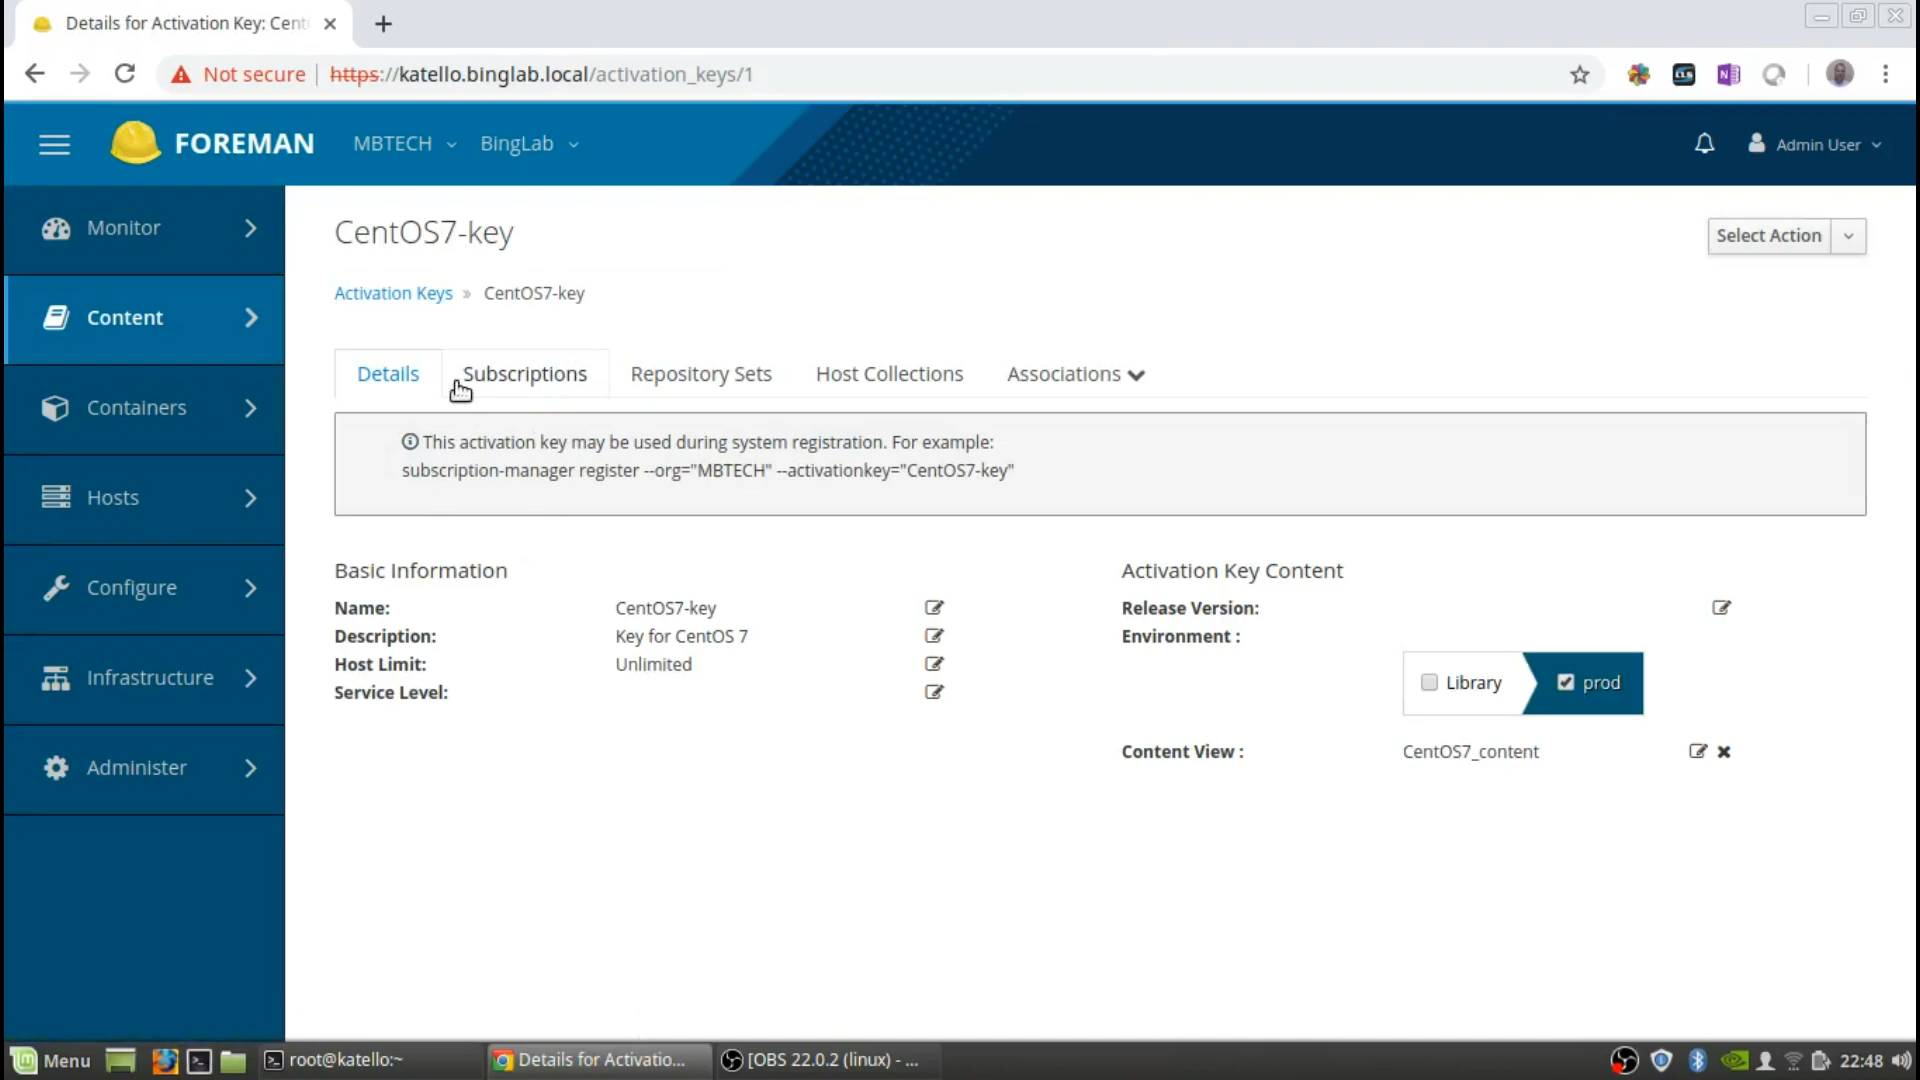 Details for Activation Key: Cent
Not secure | https://katello.binglab.local/activation_keys/1
FOREMAN MBTECH BingLab Admin User
Monitor
Content
Containers
Hosts
Configure
Infrastructure
Administer
CentOS7-key
Select Action
Activation Keys » CentOS7-key
Details Subscriptions Repository Sets Host Collections Associations
This activation key may be used during system registration. For example:
subscription-manager register --org="MBTECH" --activationkey="CentOS7-key"
Basic Information
Name: CentOS7-key
Description: Key for CentOS 7
Host Limit: Unlimited
Service Level:
Activation Key Content
Release Version:
Environment :
Library prod
Content View : CentOS7_content
Menu root@katello:~ Details for Activatio... [OBS 22.0.2 (linux) - ... 22:48